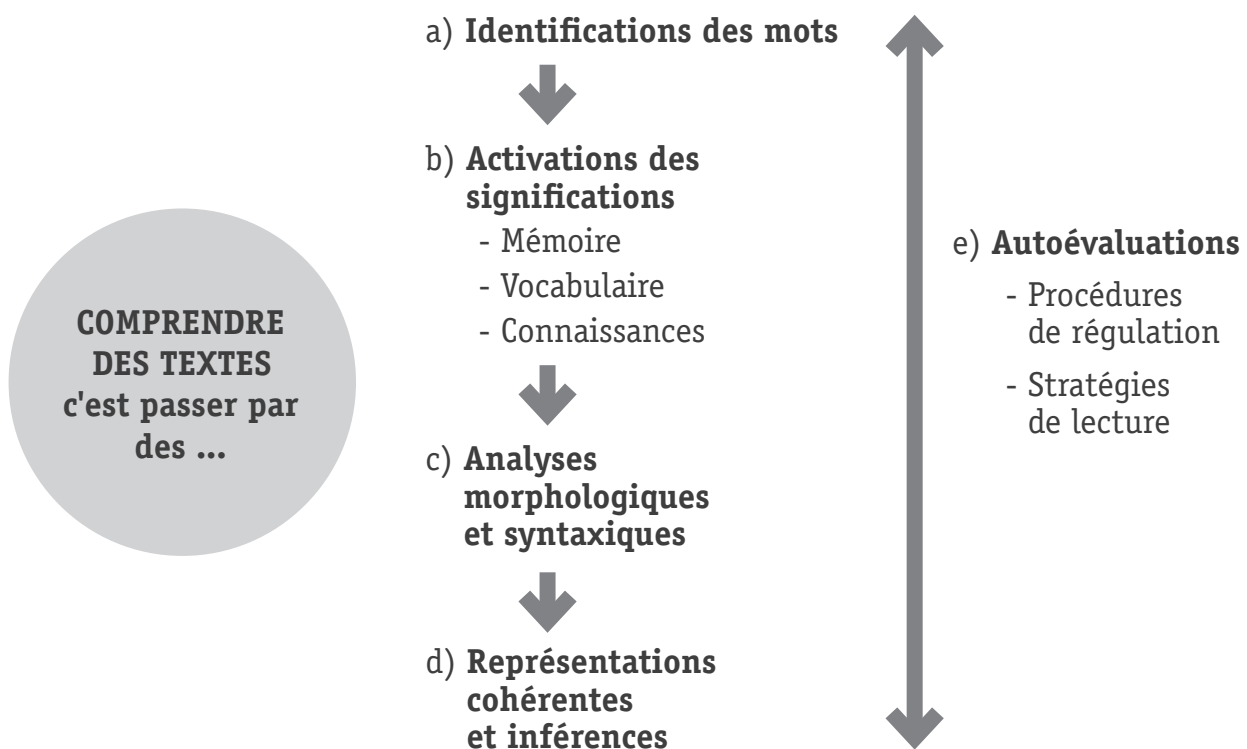 COMPRENDRE
DES TEXTES
c'est passer par
des ...
a) Identifications des mots
b) Activations des
significations
- Mémoire
- Vocabulaire
- Connaissances
c) Analyses
morphologiques
et syntaxiques
d) Représentations
cohérentes
et inférences
e) Autoévaluations
- Procédures
de régulation
- Stratégies
de lecture